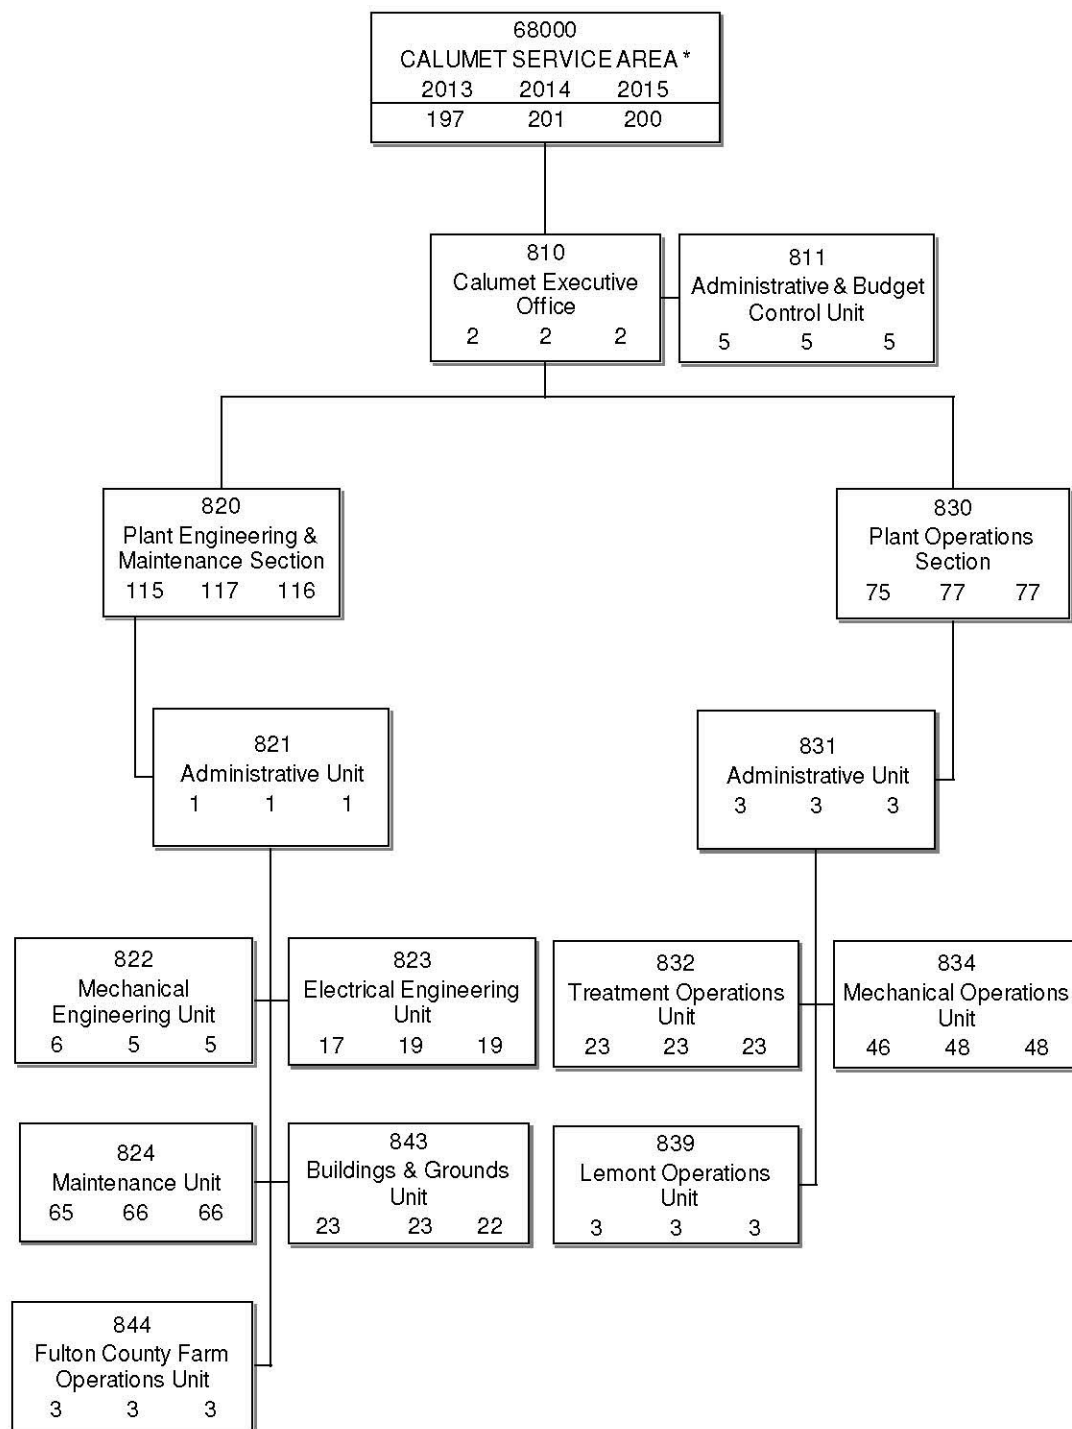 68000
CALUMET SERVICE AREA *
2013 2014 2015
197 201 200
810
Calumet Executive
Office
2 2 2
811
Administrative & Budget
Control Unit
5 5 5
820
Plant Engineering &
Maintenance Section
115 117 116
830
Plant Operations
Section
75 77 77
821
Administrative Unit
1 1 1
831
Administrative Unit
3 3 3
822
Mechanical
Engineering Unit
6 5 5
823
Electrical Engineering
Unit
17 19 19
832
Treatment Operations
Unit
23 23 23
834
Mechanical Operations
Unit
46 48 48
824
Maintenance Unit
65 66 66
843
Buildings & Grounds
Unit
23 23 22
839
Lemont Operations
Unit
3 3 3
844
Fulton County Farm
Operations Unit
3 3 3